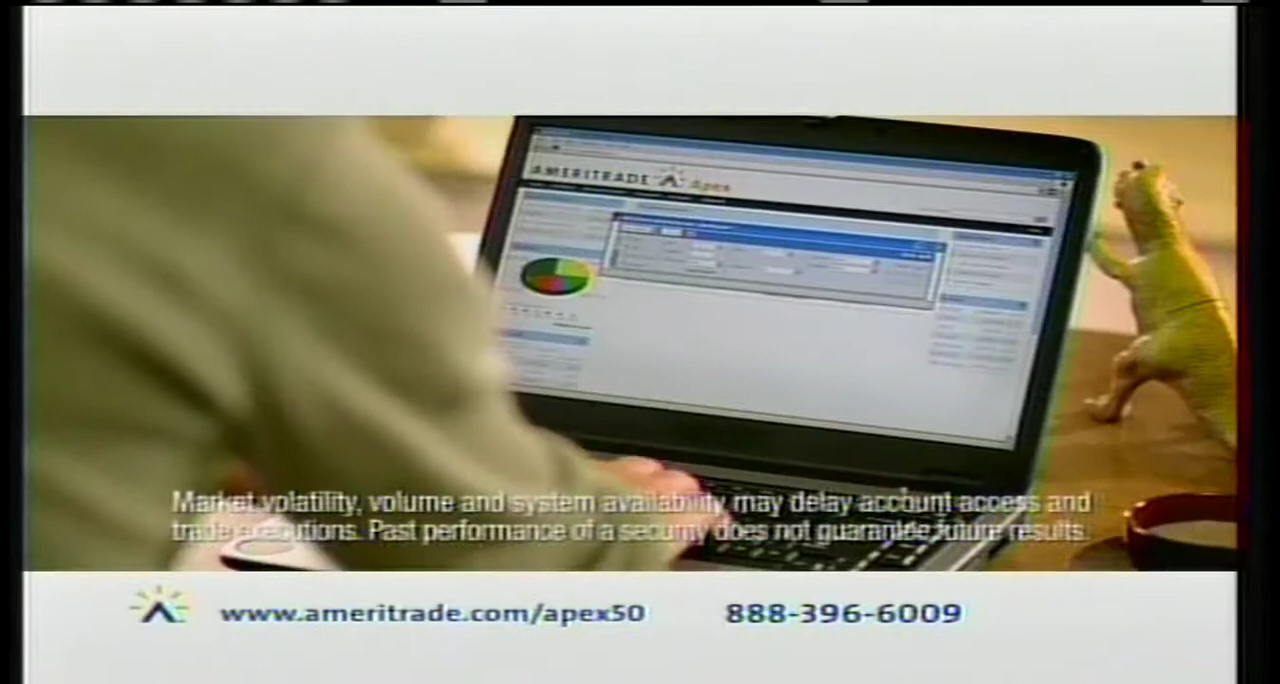 AMERITRADE Apex
Market volatility, volume and system availability may delay account access and
trade executions. Past performance of a security does not guarantee future results.
www.ameritrade.com/apex50 888-396-6009